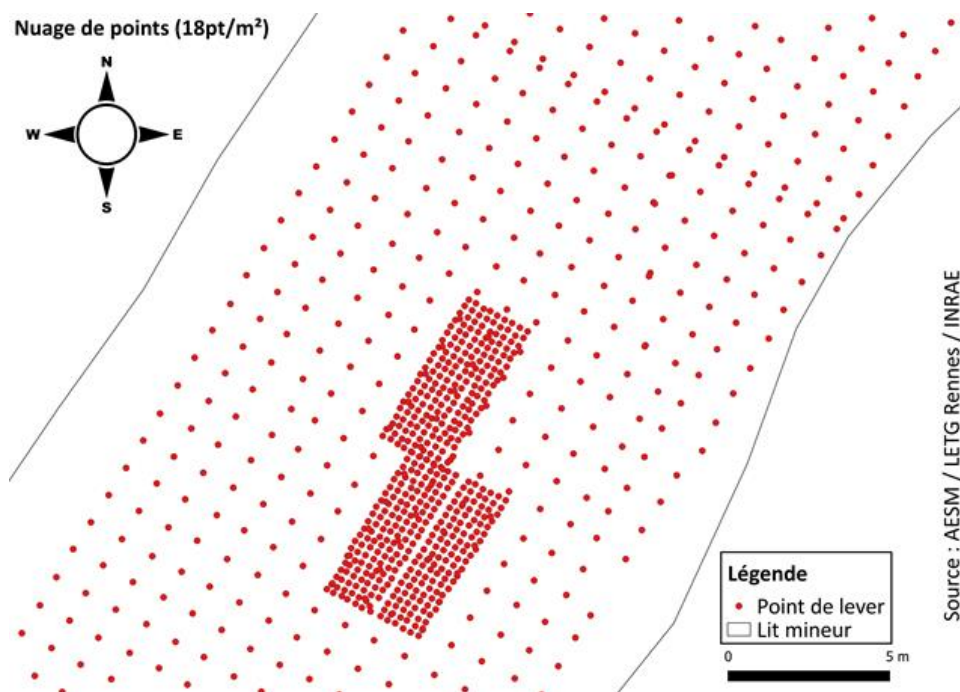 Nuage de points (18pt/m²)
N
W
E
S
Légende
Point de lever
Lit mineur
0
5 m
Source : AESM / LETG Rennes / INRAE